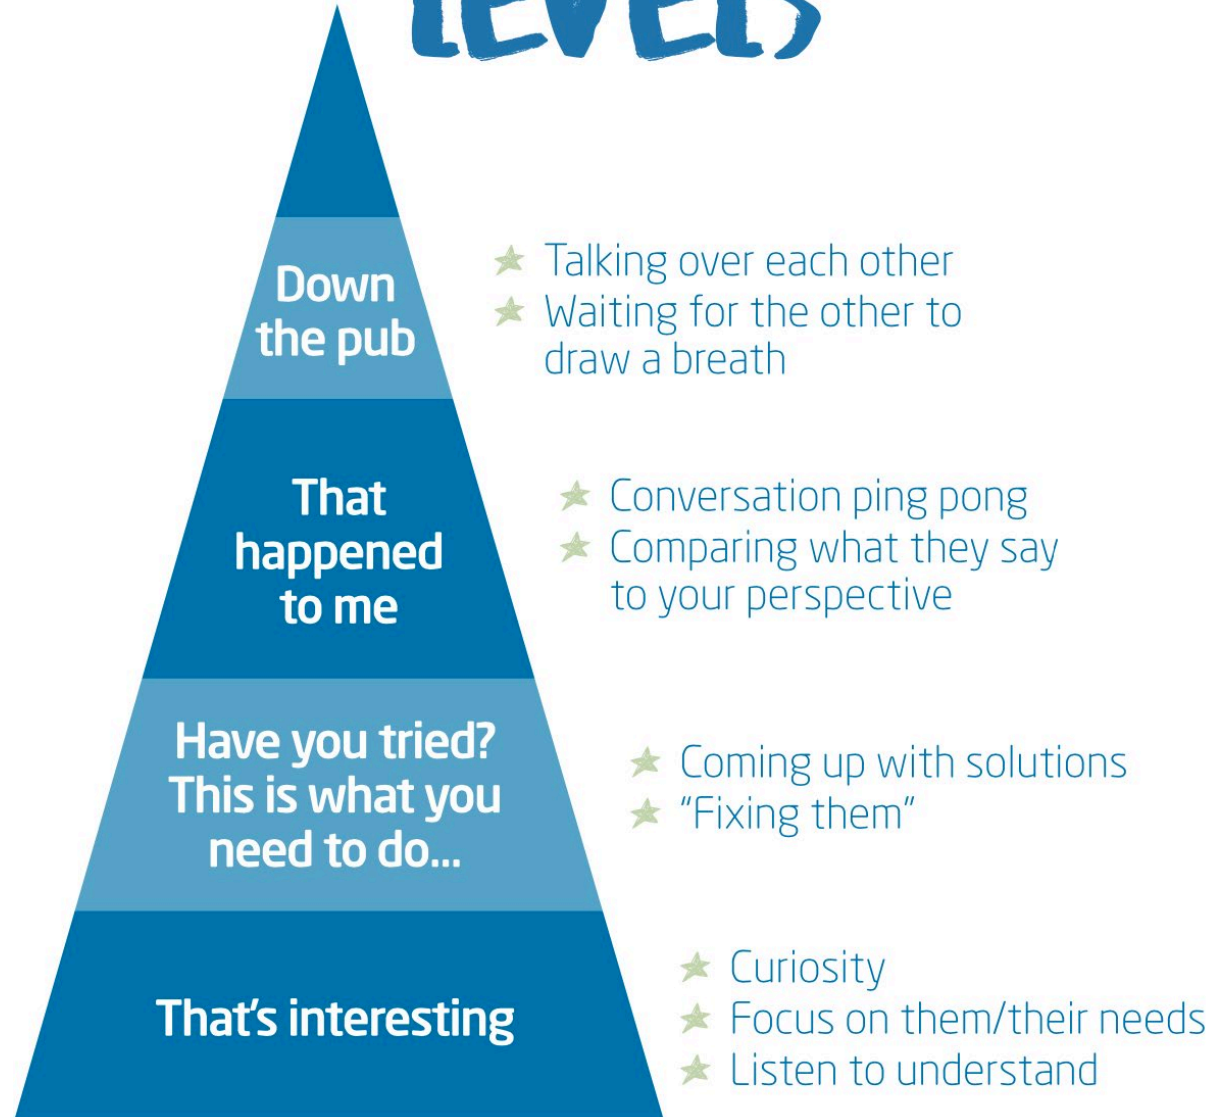 LEVELS
Down
the pub
Talking over each other
Waiting for the other to
draw a breath
That
happened
to me
Conversation ping pong
Comparing what they say
to your perspective
Have you tried?
This is what you
need to do...
Coming up with solutions
“Fixing them”
That’s interesting
Curiosity
Focus on them/their needs
Listen to understand